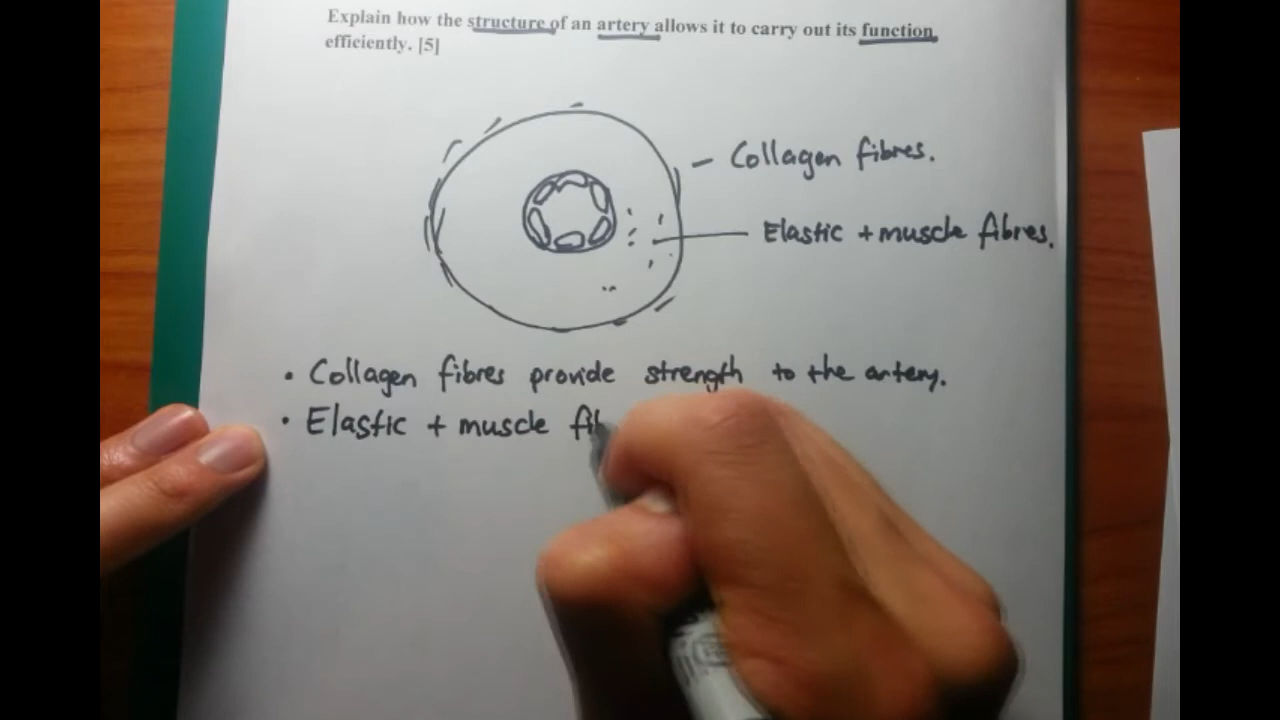 Explain how the structure of an artery allows it to carry out its function
efficiently. [5]
- Collagen fibres.
Elastic + muscle fibres.
• Collagen fibres provide strength to the artery.
• Elastic + muscle fib